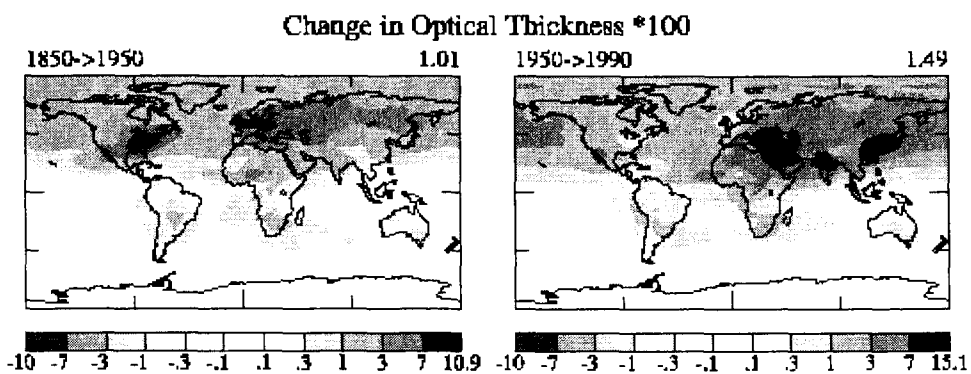 Change in Optical Thickness *100
1850->1950 1.01
1950->1990 1.49
-10 -7 -3 -1 -.3 -.1 .1 .3 1 3 7 10.9
-10 -7 -3 -1 -.3 -.1 .1 .3 1 3 7 15.1